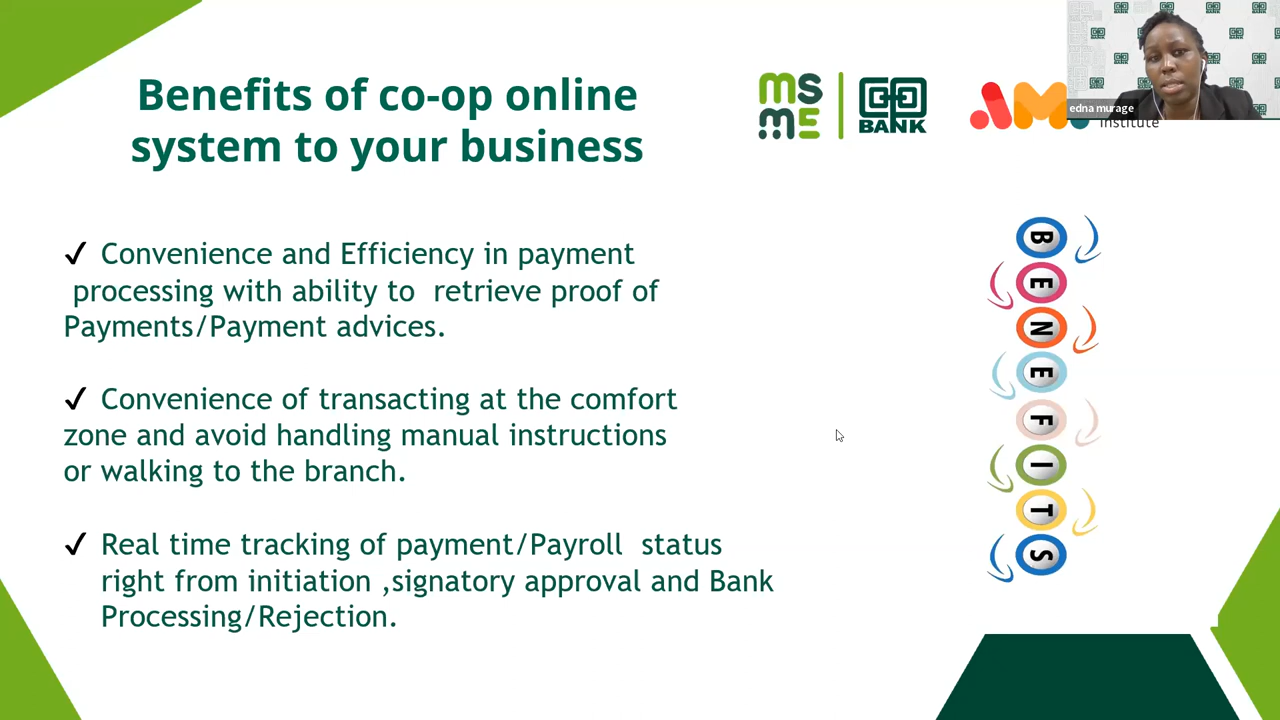 Benefits of co-op online
system to your business
MSME
BANK
edna murage
institute
✓ Convenience and Efficiency in payment
processing with ability to retrieve proof of
Payments/Payment advices.
✓ Convenience of transacting at the comfort
zone and avoid handling manual instructions
or walking to the branch.
✓ Real time tracking of payment/Payroll status
right from initiation ,signatory approval and Bank
Processing/Rejection.
BENEFITS